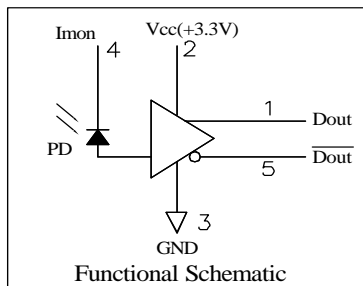 Imon
4
Vcc(+3.3V)
2
1
Dout
PD
5
Dout
3
GND
Functional Schematic